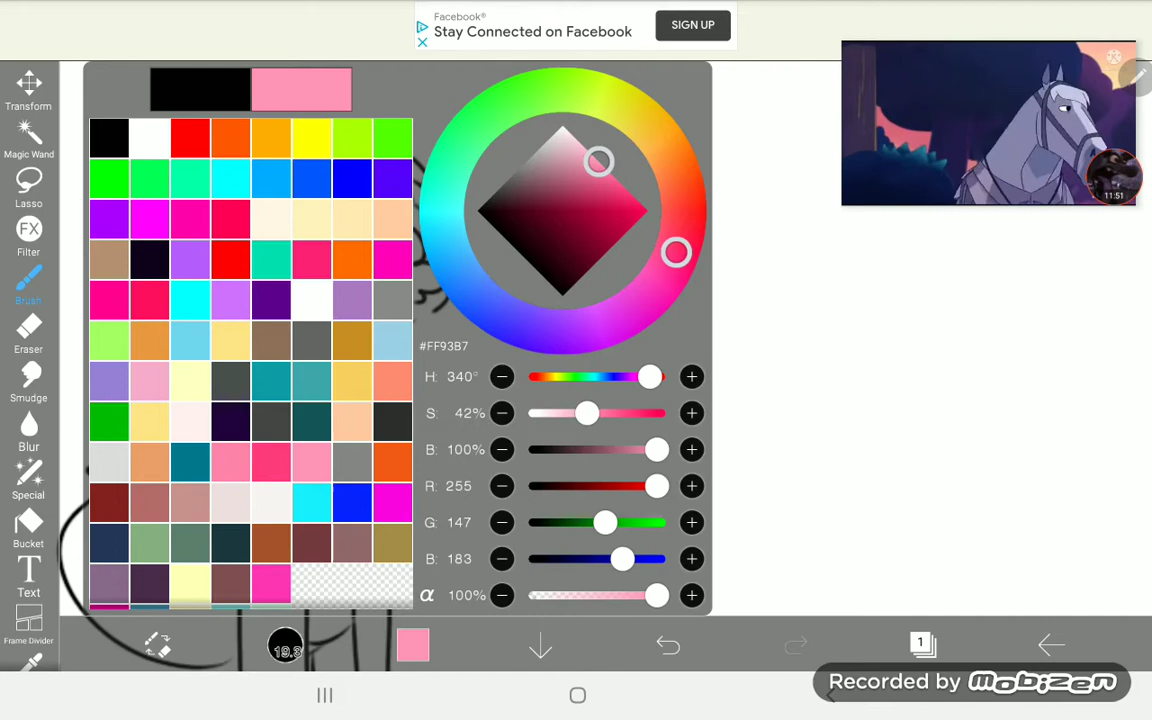 Facebook®
Stay Connected on Facebook
SIGN UP
Transform
Magic Wand
Lasso
FX
Filter
Brush
Eraser
Smudge
Blur
Special
Bucket
T
Text
Frame Divider
11:51
#FF93B7
H: 340°
S: 42%
B: 100%
R: 255
G: 147
B: 183
α 100%
19.3
1
Recorded by mobizen